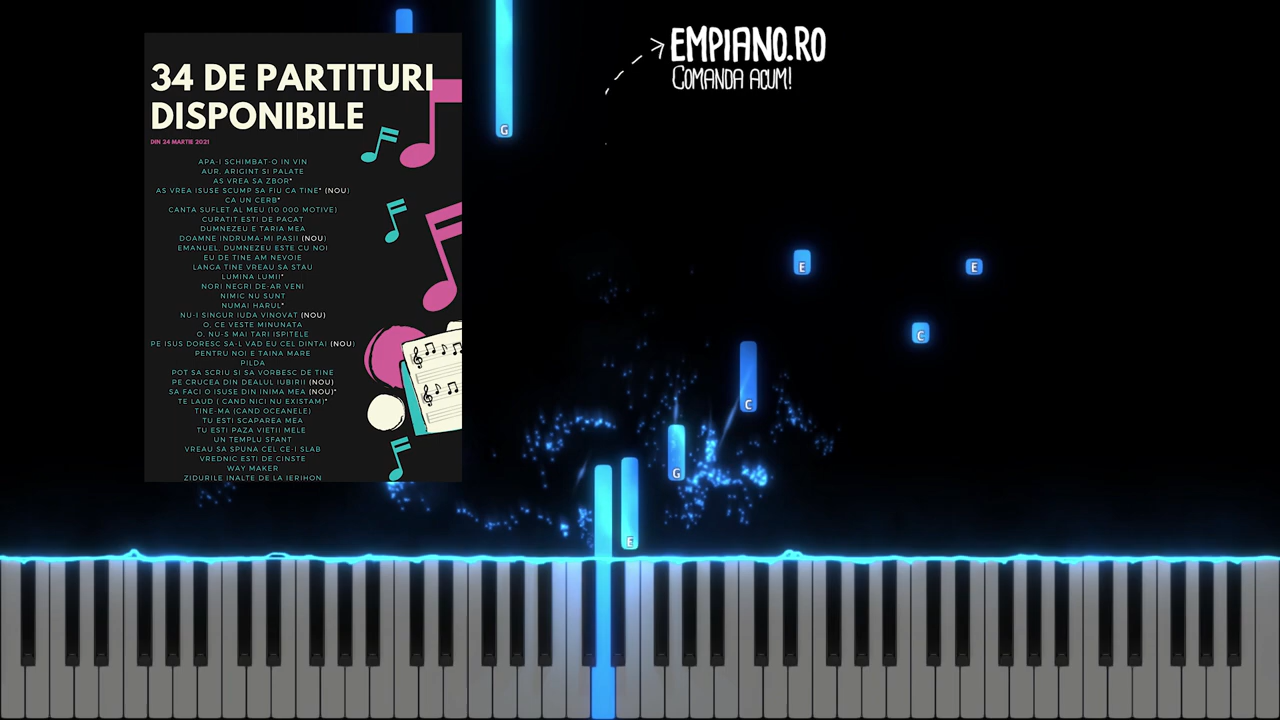 34 DE PARTITURI
DISPONIBILE
DIN 24 MARTIE 2021
APA-I SCHIMBAT-O IN VIN
AUR, ARIGINT SI PALATE
AS VREA SA ZBOR*
AS VREA ISUSE SCUMP SA FIU CA TINE* (NOU)
CA UN CERB*
CANTA SUFLET AL MEU (10 000 MOTIVE)
CURATIT ESTI DE PACAT
DUMNEZEU E TARIA MEA
DOAMNE INDRUMA-MI PASII (NOU)
EMANUEL, DUMNEZEU ESTE CU NOI
EU DE TINE AM NEVOIE
LANGA TINE VREAU SA STAU
LUMINA LUMII*
NORI NEGRI DE-AR VENI
NIMIC NU SUNT
NUMAI HARUL*
NU-I SINGUR IUDA VINOVAT (NOU)
O, CE VESTE MINUNATA
O, NU-S MAI TARI ISPITELE
PE ISUS DORESC SA-L VAD EU CEL DINTAI (NOU)
PENTRU NOI E TAINA MARE
PILDA
POT SA SCRIU SI SA VORBESC DE TINE
PE CRUCEA DIN DEALUL IUBIRII (NOU)
SA FACI O ISUSE DIN INIMA MEA (NOU)*
TE LAUD ( CAND NICI NU EXISTAM)*
TINE-MA (CAND OCEANELE)
TU ESTI SCAPAREA MEA
TU ESTI PAZA VIETII MELE
UN TEMPLU SFANT
VREAU SA SPUNA CEL CE-I SLAB
VREDNIC ESTI DE CINSTE
WAY MAKER
ZIDURILE INALTE DE LA IERIHON
EMPIANO.RO
COMANDA ACUM!
G
E
E
C
C
G
E